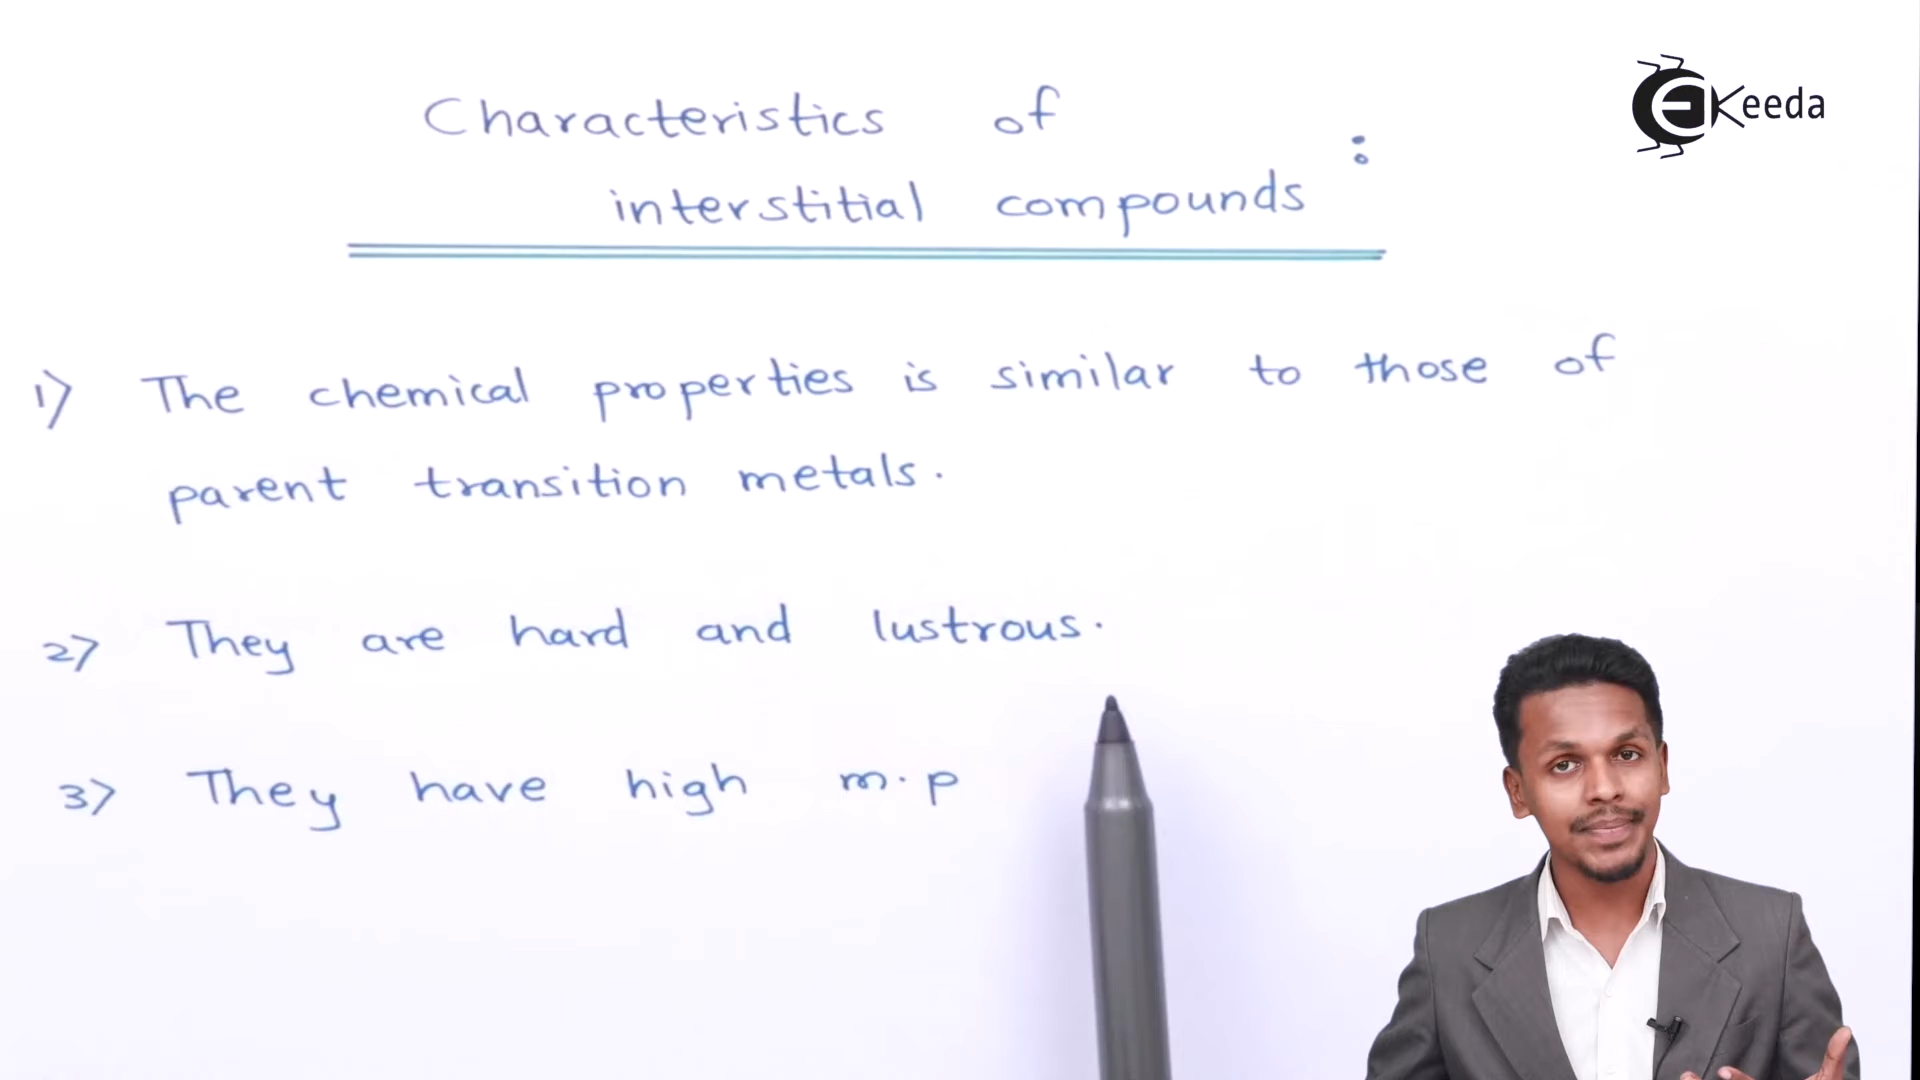 Characteristics of
interstitial compounds :
EKeeda
1) The chemical properties is similar to those of
parent transition metals.
2) They are hard and lustrous.
3) They have high m.p